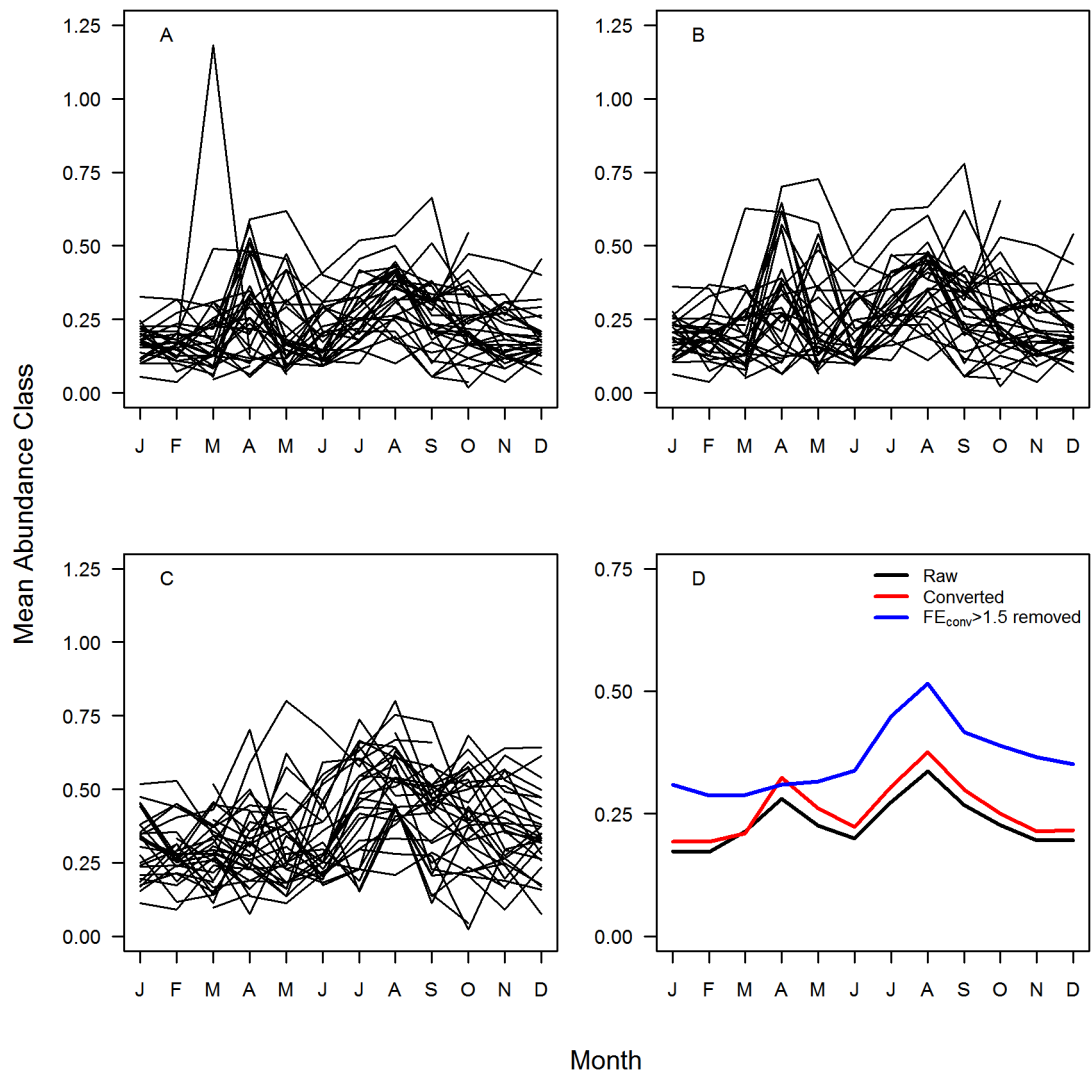 A
1.25
1.00
0.75
0.50
0.25
0.00
J F M A M J J A S O N D
B
1.25
1.00
0.75
0.50
0.25
0.00
J F M A M J J A S O N D
Mean Abundance Class
C
1.25
1.00
0.75
0.50
0.25
0.00
J F M A M J J A S O N D
D
Raw
Converted
FEconv>1.5 removed
0.75
0.50
0.25
0.00
J F M A M J J A S O N D
Month